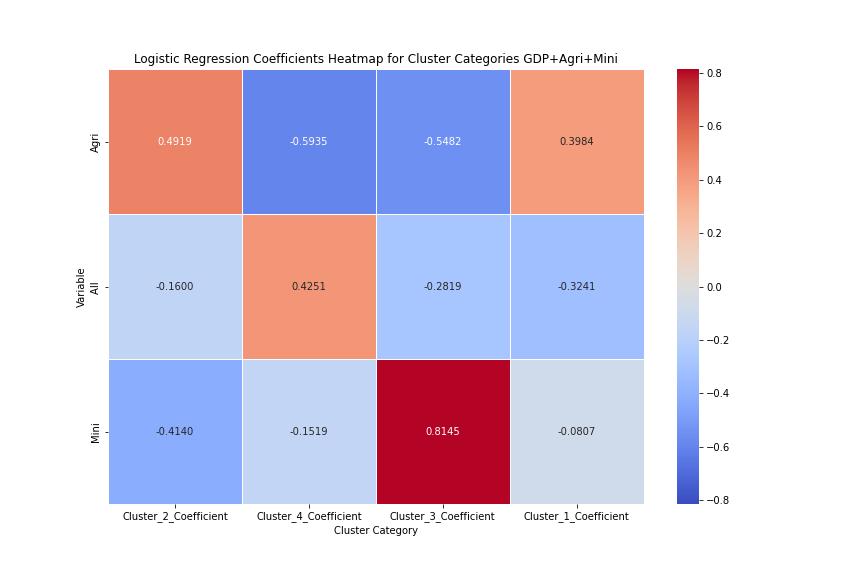 Logistic Regression Coefficients Heatmap for Cluster Categories GDP+Agri+Mini
Variable
Agri
0.4919 -0.5935 -0.5482 0.3984
All
-0.1600 0.4251 -0.2819 -0.3241
Mini
-0.4140 -0.1519 0.8145 -0.0807
Cluster_2_Coefficient Cluster_4_Coefficient Cluster_3_Coefficient Cluster_1_Coefficient
Cluster Category
0.8
0.6
0.4
0.2
0.0
−0.2
−0.4
−0.6
−0.8